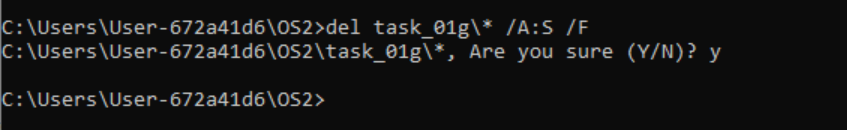 C:\Users\User-672a41d6\OS2>del task_01g\* /A:S /F
C:\Users\User-672a41d6\OS2\task_01g\*, Are you sure (Y/N)? y
C:\Users\User-672a41d6\OS2>